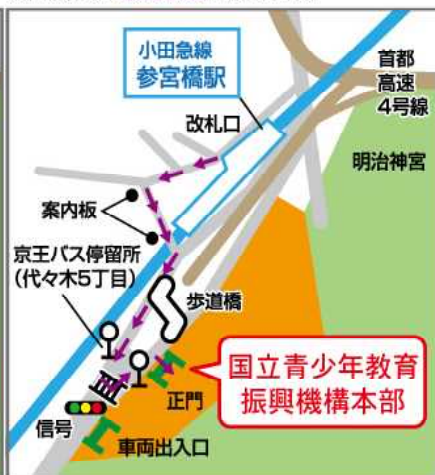 小田急線
参宮橋駅
改札口
首都
高速
4号線
明治神宮
案内板
京王バス停留所
(代々木5丁目)
歩道橋
国立青少年教育
振興機構本部
正門
信号
車両出入口